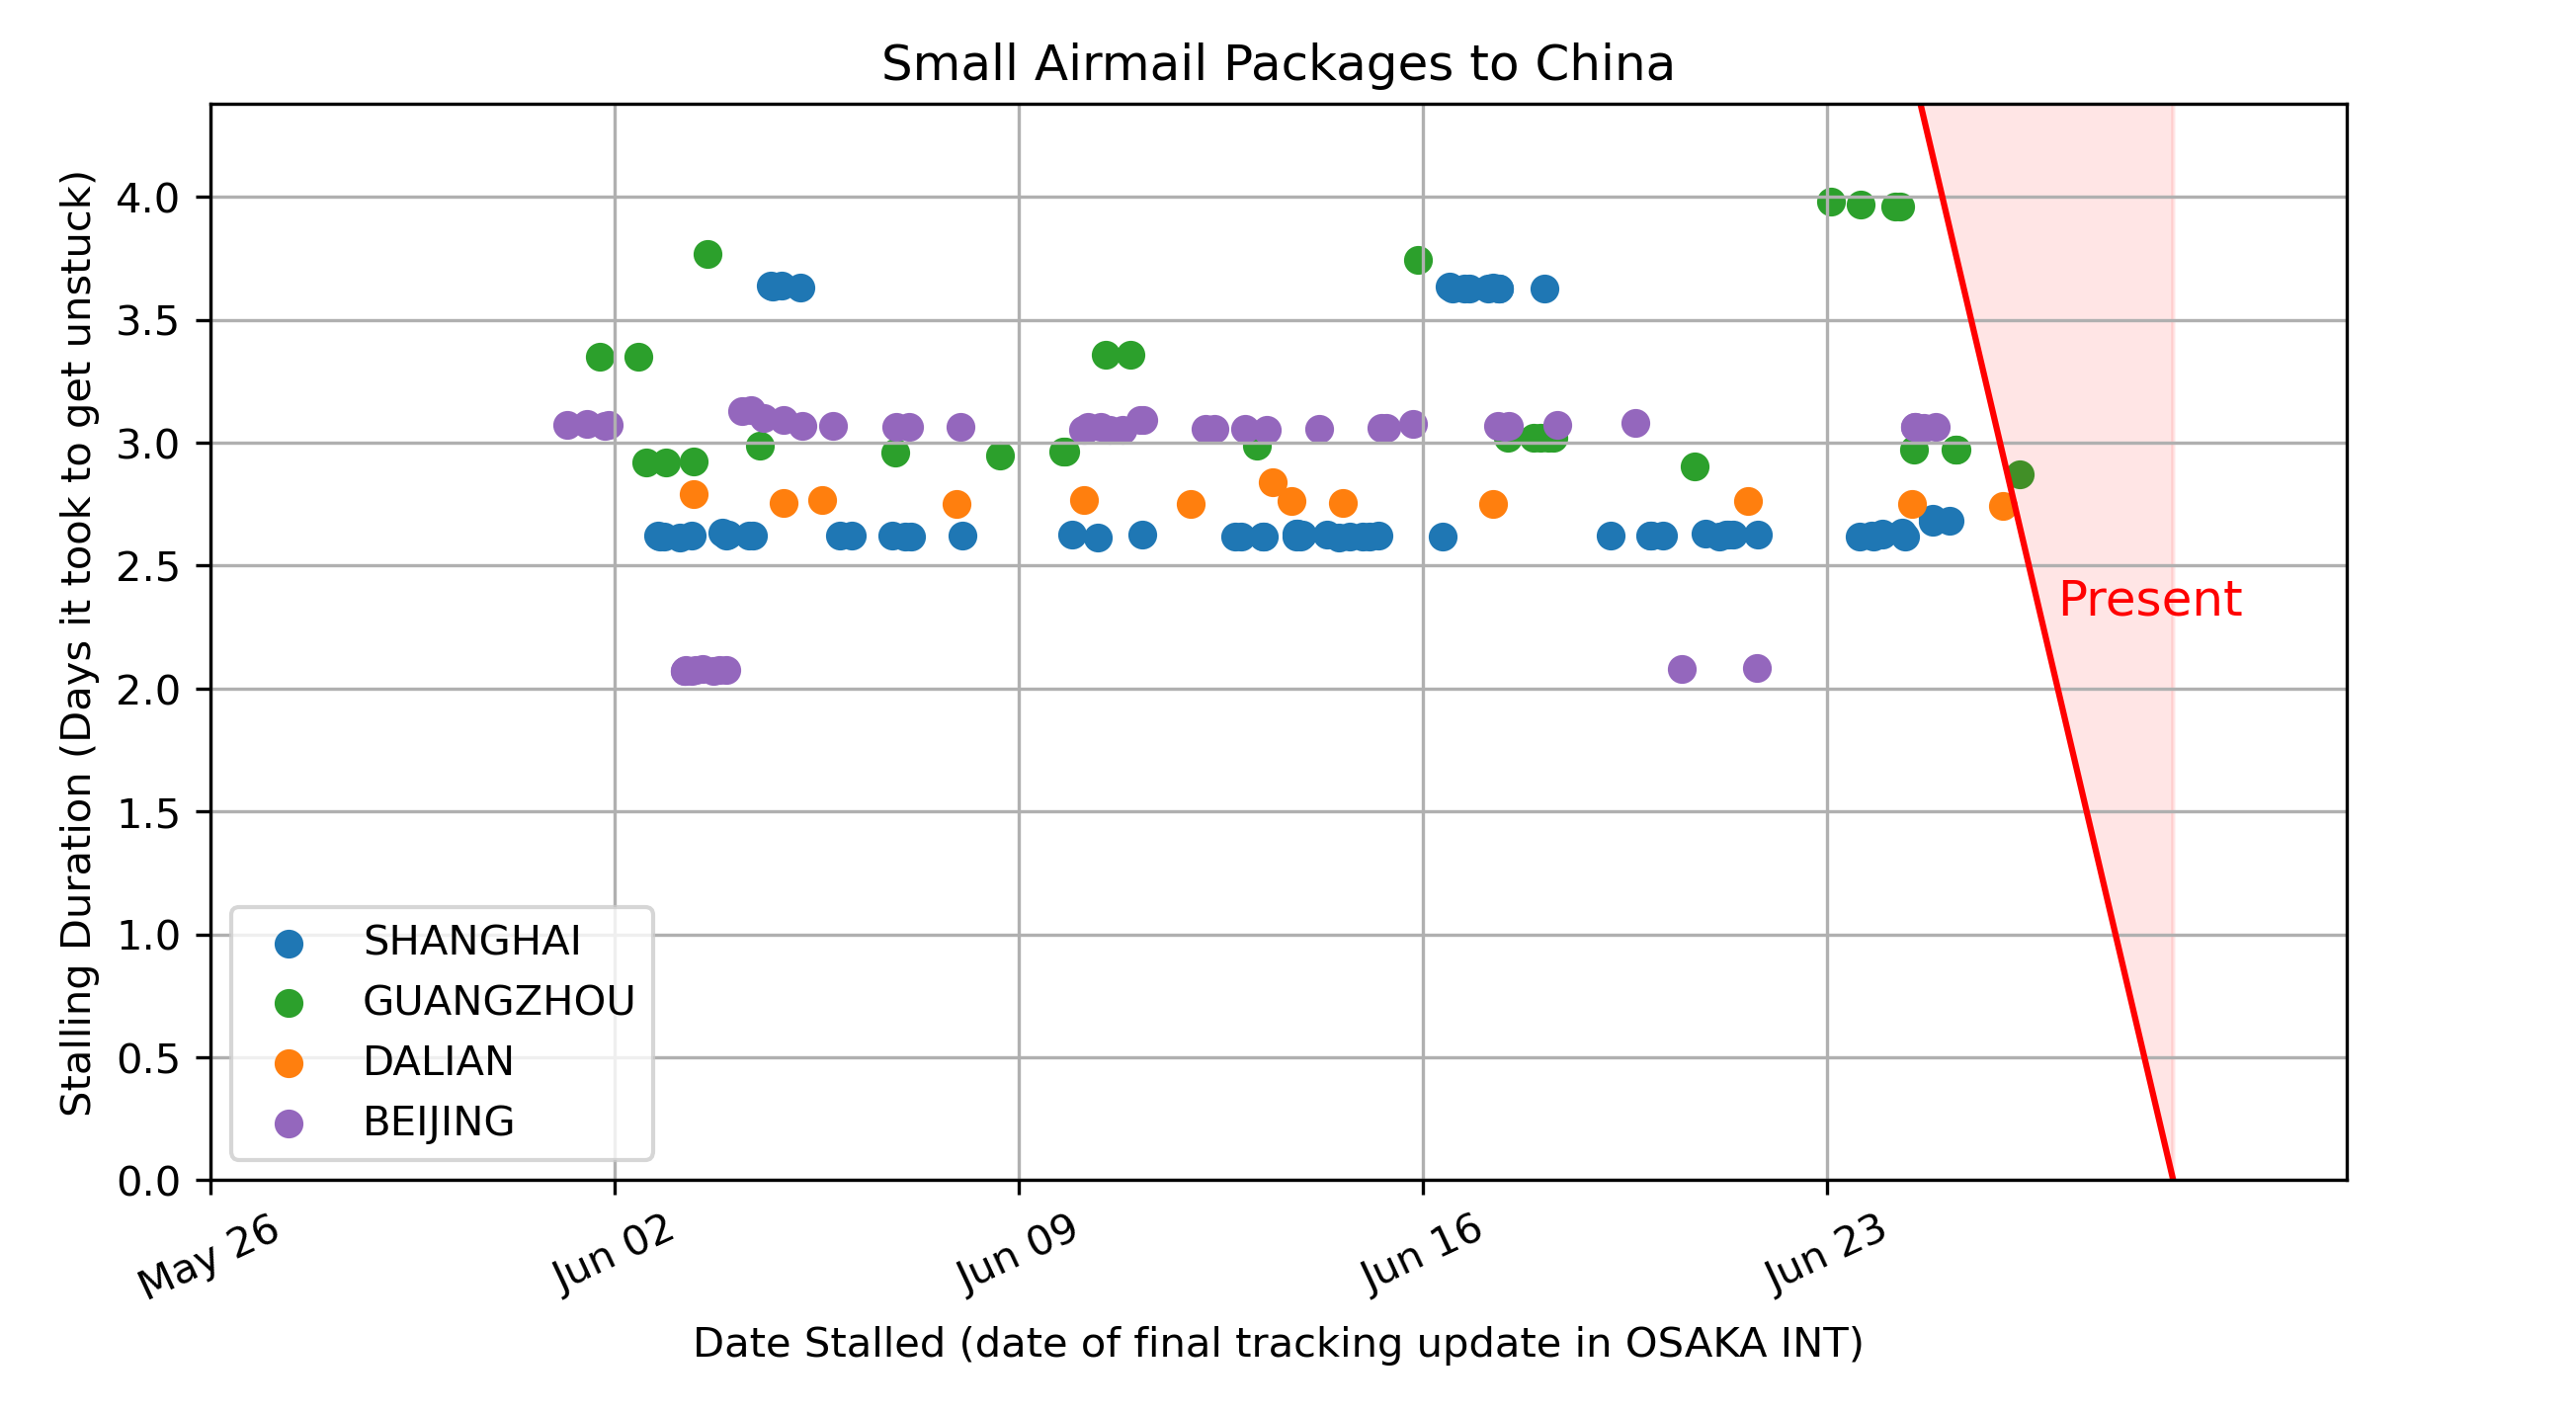 Small Airmail Packages to China
Stalling Duration (Days it took to get unstuck)
4.0
3.5
3.0
2.5
2.0
1.5
1.0
0.5
0.0
Present
SHANGHAI
GUANGZHOU
DALIAN
BEIJING
May 26
Jun 02
Jun 09
Jun 16
Jun 23
Date Stalled (date of final tracking update in OSAKA INT)